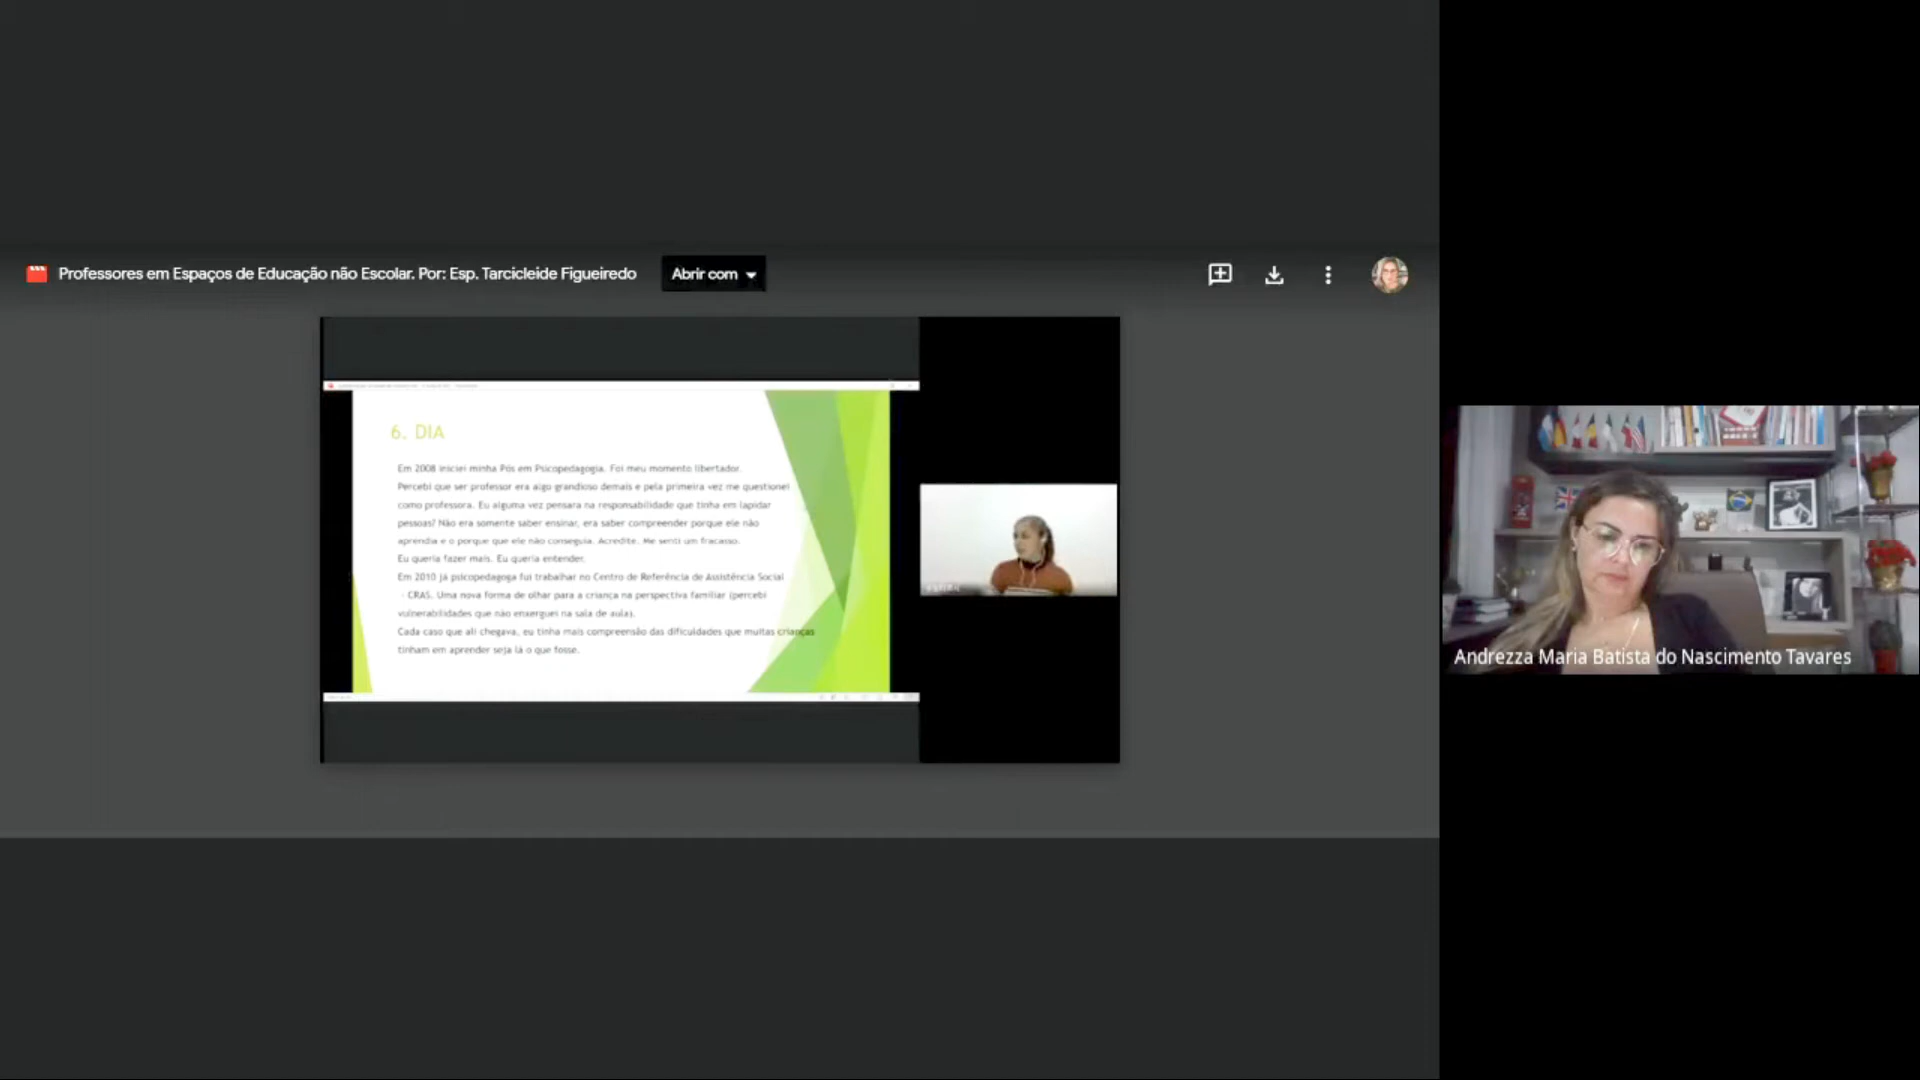 Professores em Espaços de Educação não Escolar. Por: Esp. Tarcicleide Figueiredo
Abrir com
6. DIA
Em 2008 iniciei minha Pós em Psicopedagogia. Foi meu momento libertador.
Percebi que ser professor era algo grandioso demais e pela primeira vez me questionei
como professora. Eu alguma vez pensara na responsabilidade que tinha em lapidar
pessoas? Não era somente saber ensinar, era saber compreender porque ele não
aprendia e o porque que ele não conseguia. Acredite. Me senti um fracasso.
Eu queria fazer mais. Eu queria entender.
Em 2010 já psicopedagoga fui trabalhar no Centro de Referência de Assistência Social
- CRAS. Uma nova forma de olhar para a criança na perspectiva familiar (percebi
vulnerabilidades que não enxerguei na sala de aula).
Cada caso que ali chegava, eu tinha mais compreensão das dificuldades que muitas crianças
tinham em aprender seja lá o que fosse.
Andrezza Maria Batista do Nascimento Tavares